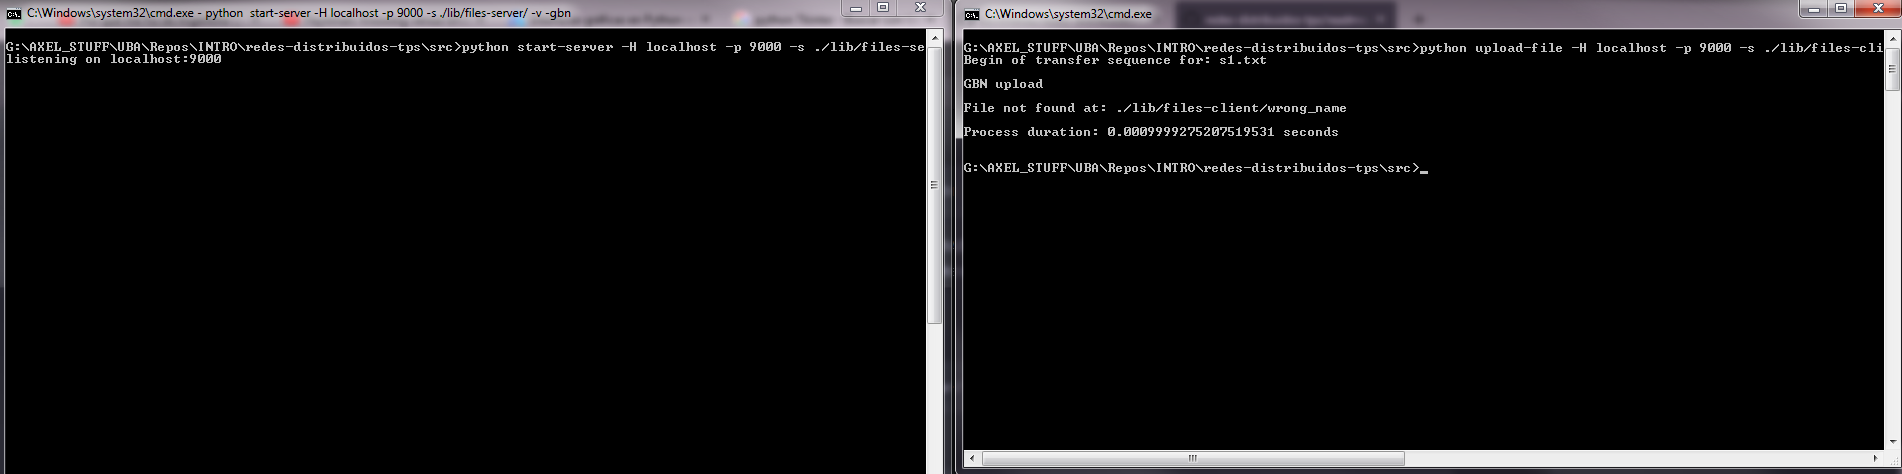 C:\Windows\system32\cmd.exe - python  start-server -H localhost -p 9000 -s ./lib/files-server/ -v -gbn
G:\AXEL_STUFF\UBA\Repos\INTRO\redes-distribuidos-tps\src>python start-server -H localhost -p 9000 -s ./lib/files-se
listening on localhost:9000
C:\Windows\system32\cmd.exe
G:\AXEL_STUFF\UBA\Repos\INTRO\redes-distribuidos-tps\src>python upload-file -H localhost -p 9000 -s ./lib/files-cli
Begin of transfer sequence for: s1.txt
GBN upload
File not found at: ./lib/files-client/wrong_name
Process duration: 0.0009999275207519531 seconds
G:\AXEL_STUFF\UBA\Repos\INTRO\redes-distribuidos-tps\src>